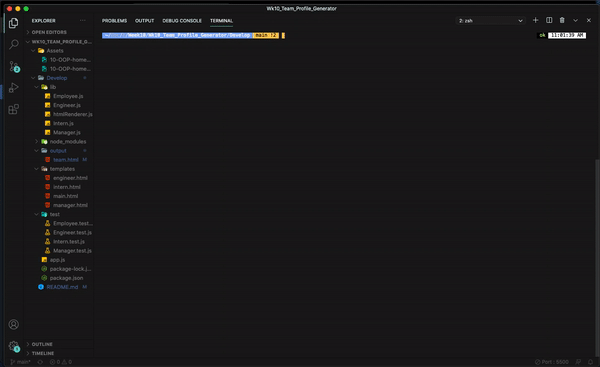 Wk10_Team_Profile_Generator
EXPLORER
PROBLEMS OUTPUT DEBUG CONSOLE TERMINAL
2: zsh
OPEN EDITORS
WK10_TEAM_PROFILE_G...
Assets
10-OOP-home...
10-OOP-home...
Develop
lib
Employee.js
Engineer.js
htmlRenderer.js
Intern.js
Manager.js
node_modules
output
team.html M
templates
engineer.html
intern.html
main.html
manager.html
test
Employee.test...
Engineer.test.js
Intern.test.js
Manager.test.js
app.js
package-lock.j...
package.json
README.md M
OUTLINE
TIMELINE
/Week10/Wk10_Team_Profile_Generator/Develop main !2
ok 11:01:39 AM
main*
0 0
Port : 5500